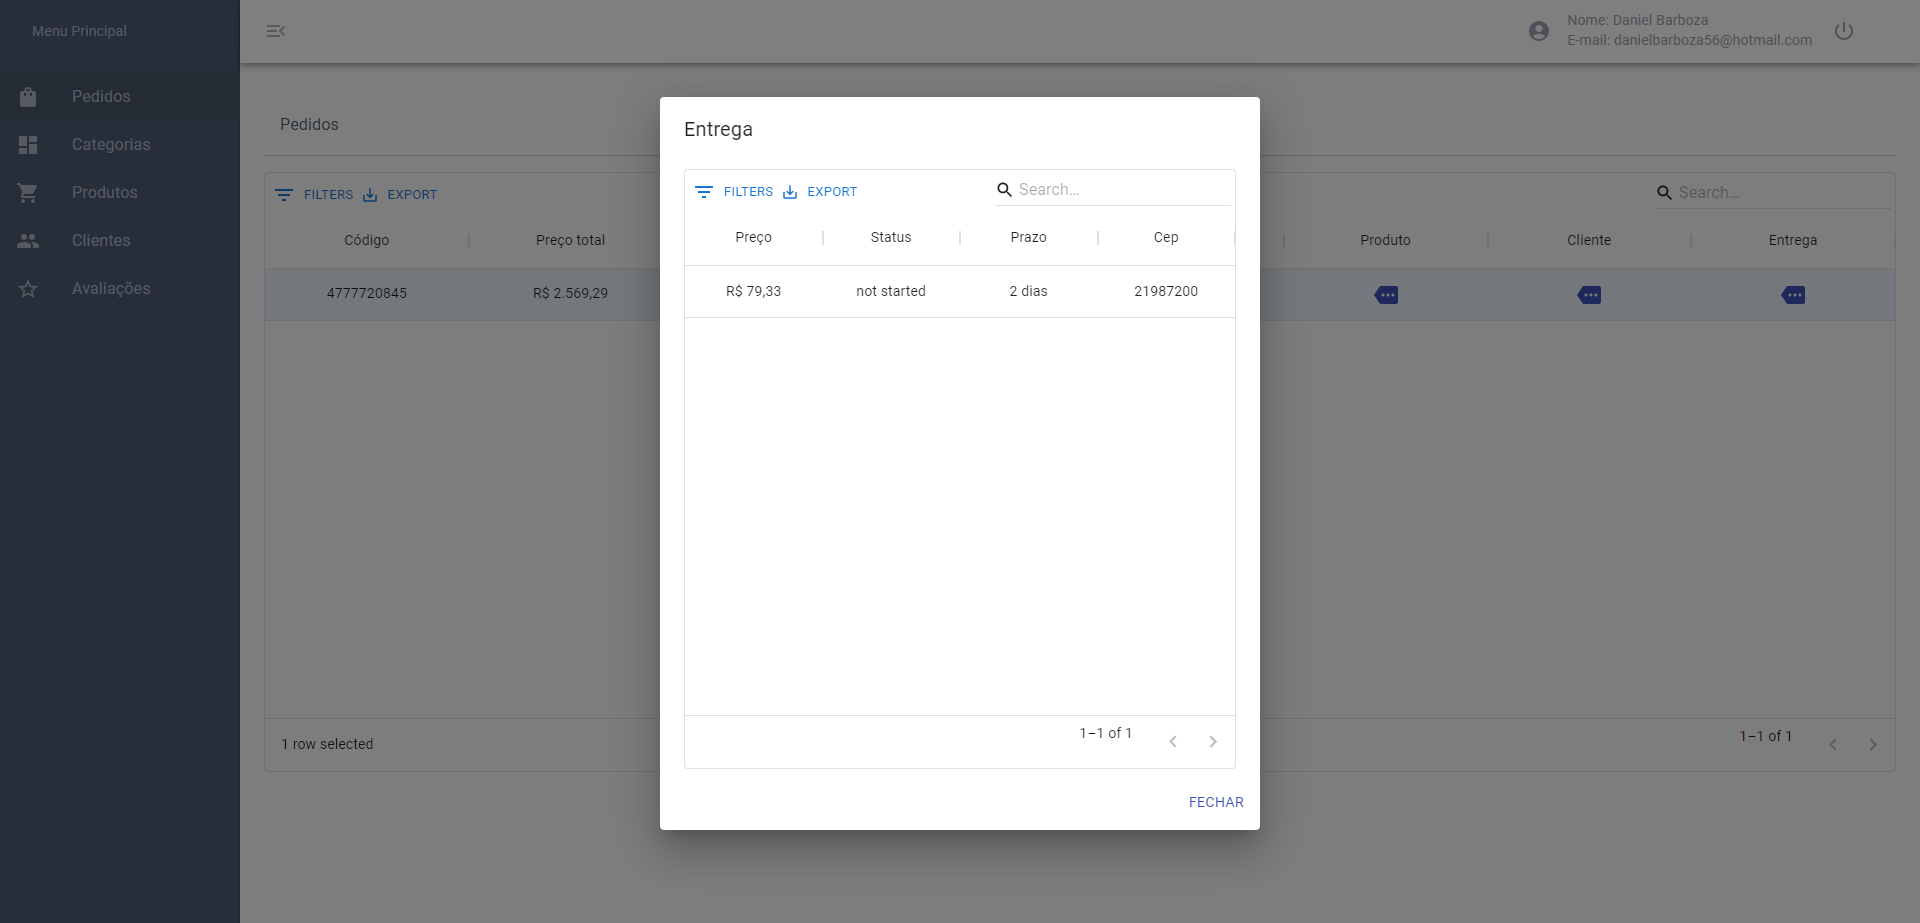 Menu Principal
Pedidos
Categorias
Produtos
Clientes
Avaliações
Nome: Daniel Barboza
E-mail: danielbarboza56@hotmail.com
Pedidos
FILTERS EXPORT
Search...
Código Preço total Produto Cliente Entrega
4777720845 R$ 2.569,29
1 row selected
1–1 of 1
Entrega
FILTERS EXPORT
Search...
Preço Status Prazo Cep
R$ 79,33 not started 2 dias 21987200
1–1 of 1
FECHAR